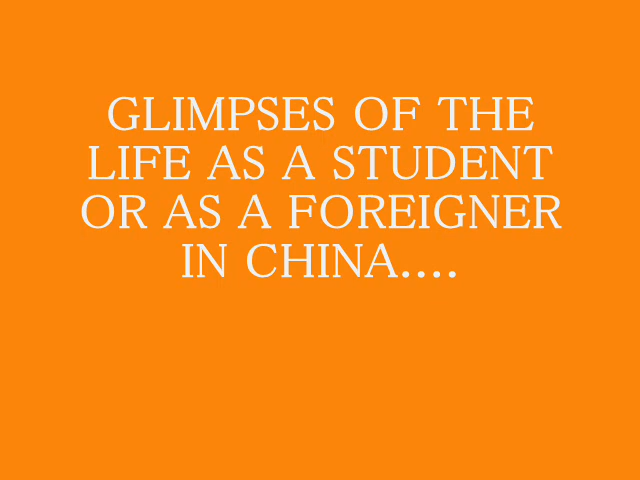 GLIMPSES OF THE
LIFE AS A STUDENT
OR AS A FOREIGNER
IN CHINA....